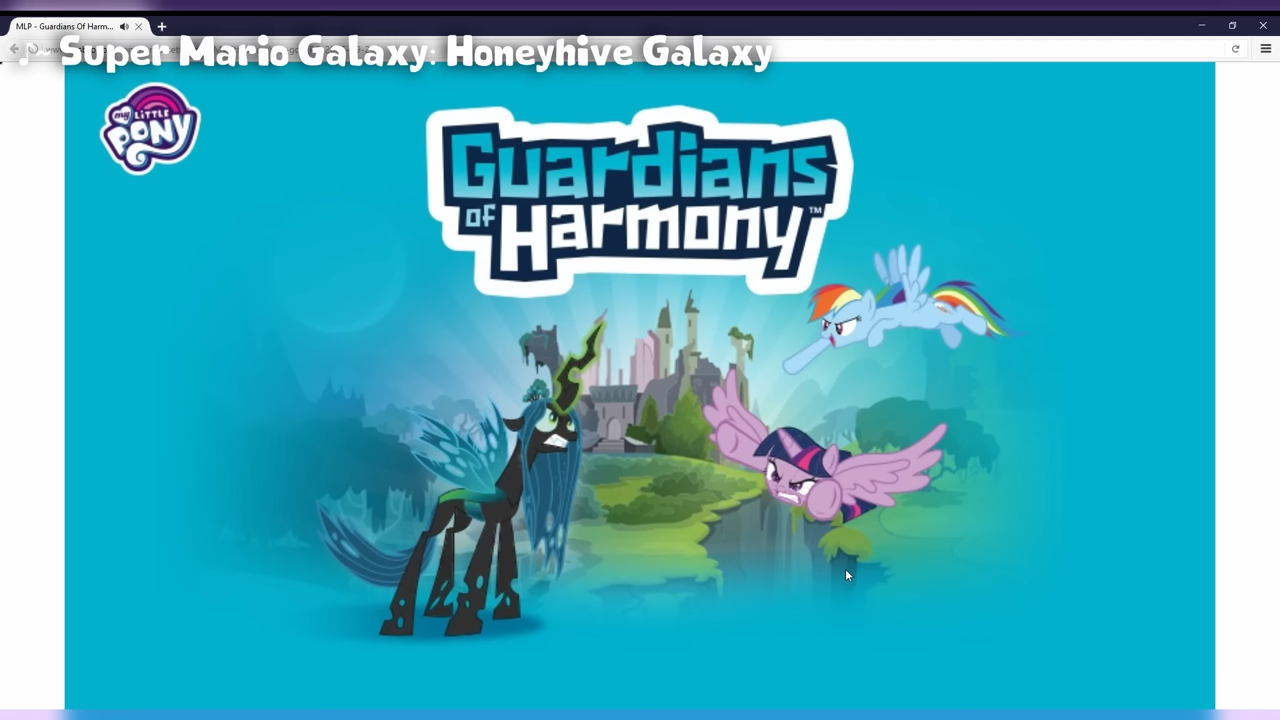 MLP - Guardians Of Harm...
♪ Super Mario Galaxy: Honeyhive Galaxy
my LITTLE
PONY
Guardians
of Harmony™